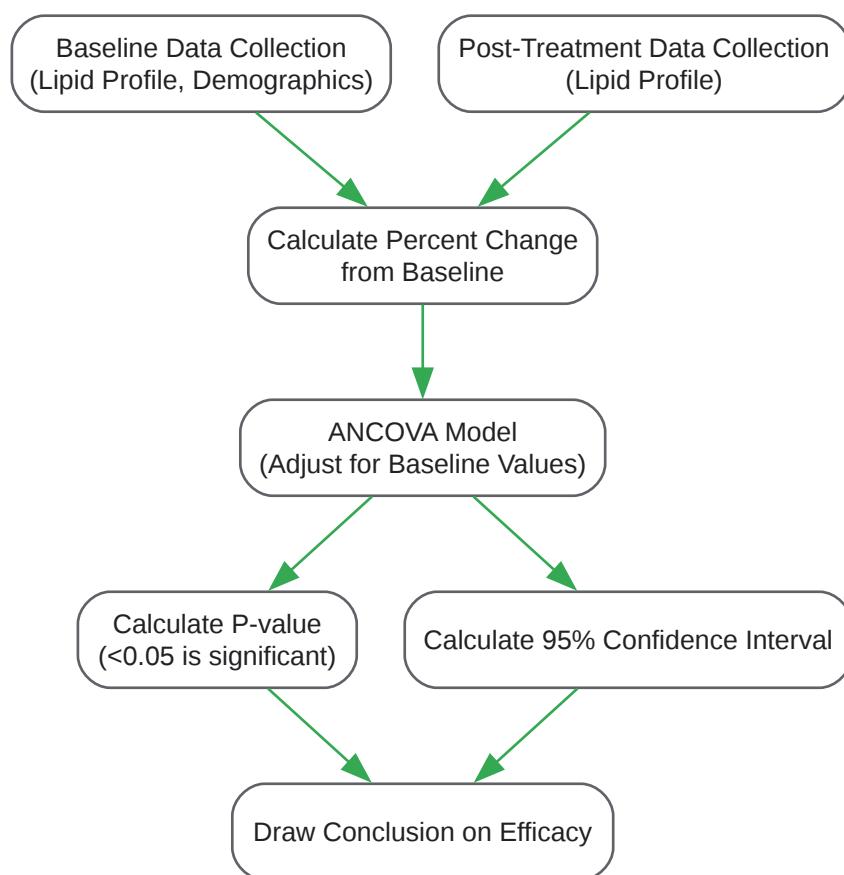 Baseline Data Collection
(Lipid Profile, Demographics)
Post-Treatment Data Collection
(Lipid Profile)
Calculate Percent Change
from Baseline
ANCOVA Model
(Adjust for Baseline Values)
Calculate P-value
(<0.05 is significant)
Calculate 95% Confidence Interval
Draw Conclusion on Efficacy